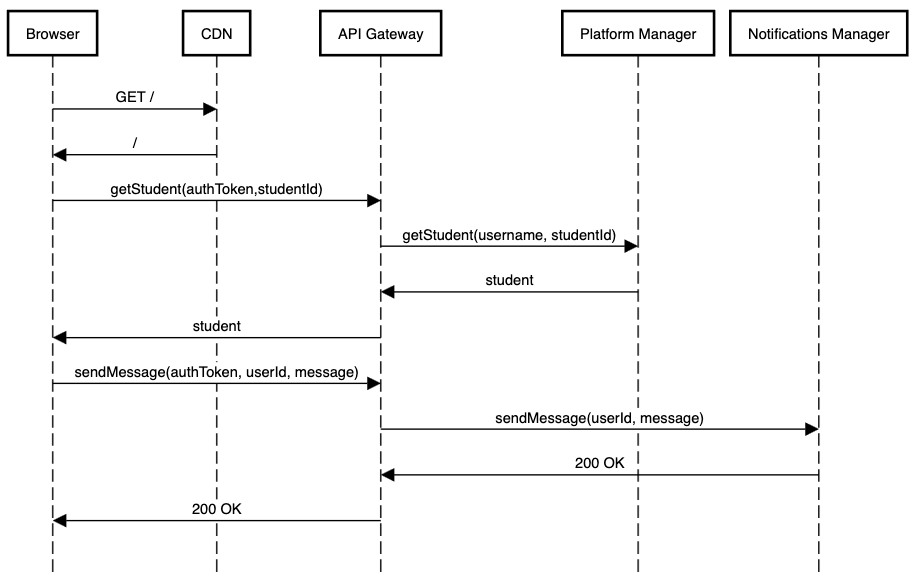 Browser
CDN
API Gateway
Platform Manager
Notifications Manager
GET /
/
getStudent(authToken,studentId)
getStudent(username, studentId)
student
student
sendMessage(authToken, userId, message)
sendMessage(userId, message)
200 OK
200 OK